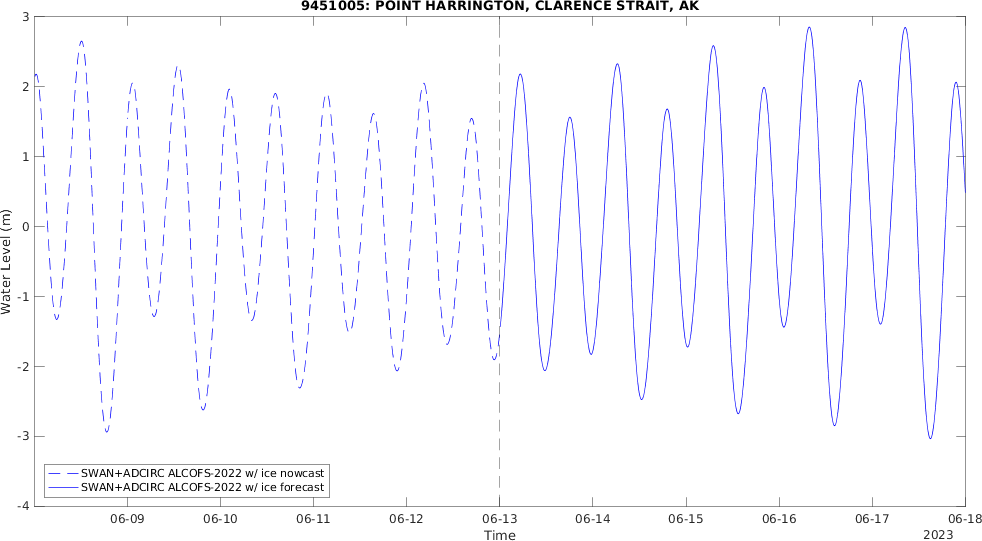 9451005: POINT HARRINGTON, CLARENCE STRAIT, AK
3
2
1
0
-1
-2
-3
-4
Water Level (m)
SWAN+ADCIRC ALCOFS-2022 w/ ice nowcast
SWAN+ADCIRC ALCOFS-2022 w/ ice forecast
06-09 06-10 06-11 06-12 06-13 06-14 06-15 06-16 06-17 06-18
Time
2023